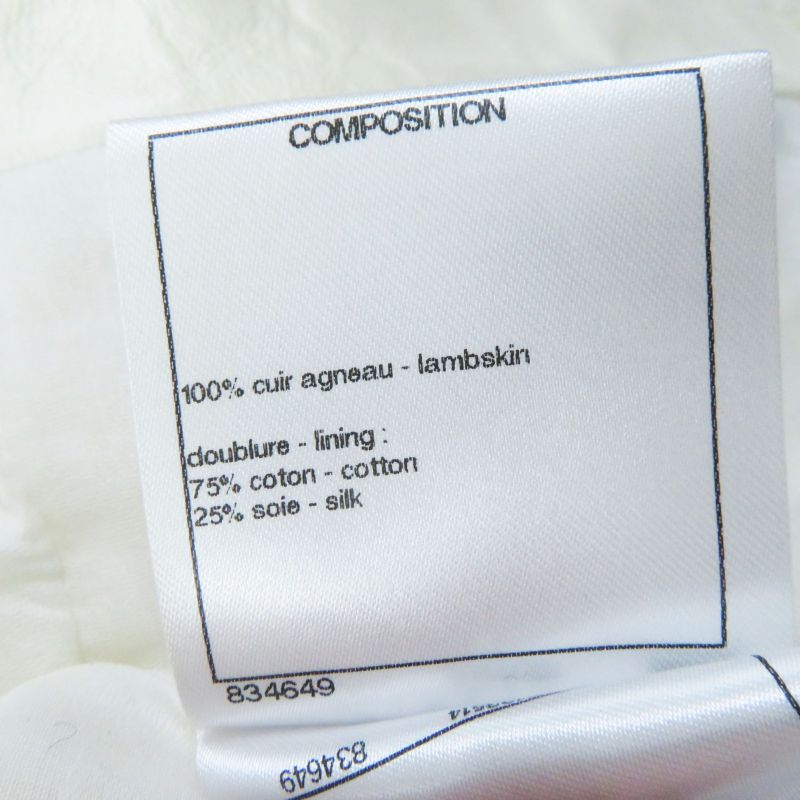 COMPOSITION
100% cuir agneau - lambskin
doublure - lining :
75% coton - cotton
25% soie - silk
834649
834649